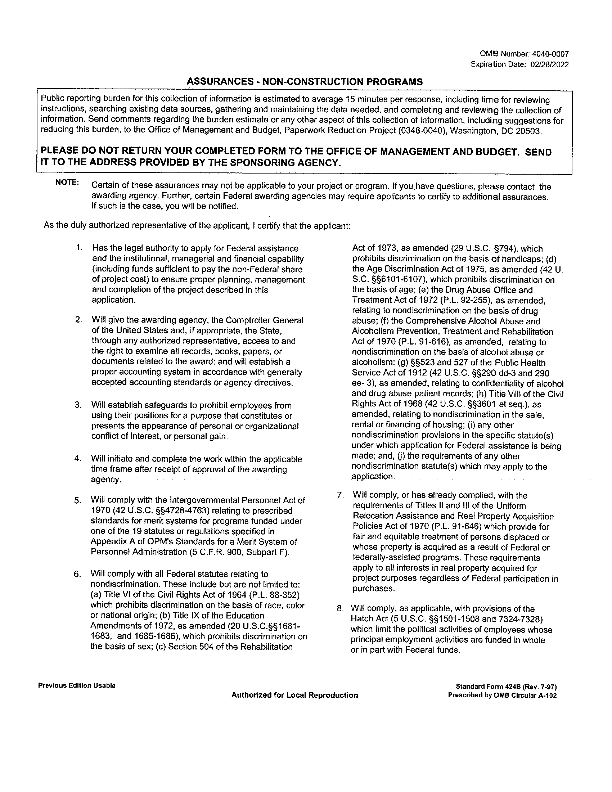 OMB Number: 4040-0007
Expiration Date: 02/28/2022
ASSURANCES - NON-CONSTRUCTION PROGRAMS
Public reporting burden for this collection of information is estimated to average 15 minutes per response, including time for reviewing
instructions, searching existing data sources, gathering and maintaining the data needed, and completing and reviewing the collection of
information. Send comments regarding the burden estimate or any other aspect of this collection of information, including suggestions for
reducing this burden, to the Office of Management and Budget, Paperwork Reduction Project (0348-0040), Washington, DC 20503.
PLEASE DO NOT RETURN YOUR COMPLETED FORM TO THE OFFICE OF MANAGEMENT AND BUDGET. SEND
IT TO THE ADDRESS PROVIDED BY THE SPONSORING AGENCY.
NOTE: Certain of these assurances may not be applicable to your project or program. If you have questions, please contact the
awarding agency. Further, certain Federal awarding agencies may require applicants to certify to additional assurances.
If such is the case, you will be notified.
As the duly authorized representative of the applicant, I certify that the applicant:
1. Has the legal authority to apply for Federal assistance
and the institutional, managerial and financial capability
(including funds sufficient to pay the non-Federal share
of project cost) to ensure proper planning, management
and completion of the project described in this
application.
2. Will give the awarding agency, the Comptroller General
of the United States and, if appropriate, the State,
through any authorized representative, access to and
the right to examine all records, books, papers, or
documents related to the award; and will establish a
proper accounting system in accordance with generally
accepted accounting standards or agency directives.
3. Will establish safeguards to prohibit employees from
using their positions for a purpose that constitutes or
presents the appearance of personal or organizational
conflict of interest, or personal gain.
4. Will initiate and complete the work within the applicable
time frame after receipt of approval of the awarding
agency.
5. Will comply with the Intergovernmental Personnel Act of
1970 (42 U.S.C. §§4728-4763) relating to prescribed
standards for merit systems for programs funded under
one of the 19 statutes or regulations specified in
Appendix A of OPM's Standards for a Merit System of
Personnel Administration (5 C.F.R. 900, Subpart F).
6. Will comply with all Federal statutes relating to
nondiscrimination. These include but are not limited to:
(a) Title VI of the Civil Rights Act of 1964 (P.L. 88-352)
which prohibits discrimination on the basis of race, color
or national origin; (b) Title IX of the Education
Amendments of 1972, as amended (20 U.S.C.§§1681-
1683, and 1685-1686), which prohibits discrimination on
the basis of sex; (c) Section 504 of the Rehabilitation
Act of 1973, as amended (29 U.S.C. §794), which
prohibits discrimination on the basis of handicaps; (d)
the Age Discrimination Act of 1975, as amended (42 U.
S.C. §§6101-6107), which prohibits discrimination on
the basis of age; (e) the Drug Abuse Office and
Treatment Act of 1972 (P.L. 92-255), as amended,
relating to nondiscrimination on the basis of drug
abuse; (f) the Comprehensive Alcohol Abuse and
Alcoholism Prevention, Treatment and Rehabilitation
Act of 1970 (P.L. 91-616), as amended, relating to
nondiscrimination on the basis of alcohol abuse or
alcoholism; (g) §§523 and 527 of the Public Health
Service Act of 1912 (42 U.S.C. §§290 dd-3 and 290
ee- 3), as amended, relating to confidentiality of alcohol
and drug abuse patient records; (h) Title VIII of the Civil
Rights Act of 1968 (42 U.S.C. §§3601 et seq.), as
amended, relating to nondiscrimination in the sale,
rental or financing of housing; (i) any other
nondiscrimination provisions in the specific statute(s)
under which application for Federal assistance is being
made; and, (j) the requirements of any other
nondiscrimination statute(s) which may apply to the
application.
7. Will comply, or has already complied, with the
requirements of Titles II and III of the Uniform
Relocation Assistance and Real Property Acquisition
Policies Act of 1970 (P.L. 91-646) which provide for
fair and equitable treatment of persons displaced or
whose property is acquired as a result of Federal or
federally-assisted programs. These requirements
apply to all interests in real property acquired for
project purposes regardless of Federal participation in
purchases.
8. Will comply, as applicable, with provisions of the
Hatch Act (5 U.S.C. §§1501-1508 and 7324-7328)
which limit the political activities of employees whose
principal employment activities are funded in whole
or in part with Federal funds.
Previous Edition Usable
Authorized for Local Reproduction
Standard Form 424B (Rev. 7-97)
Prescribed by OMB Circular A-102